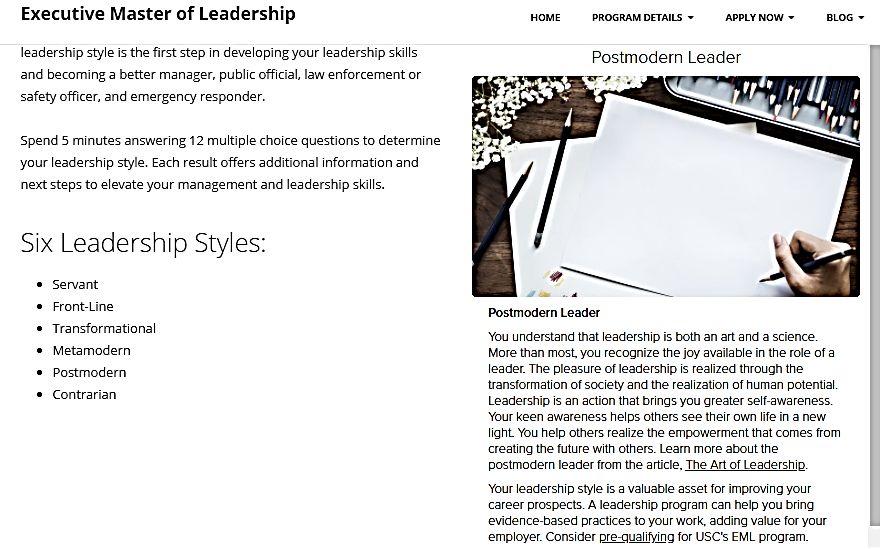 Executive Master of Leadership
HOME
PROGRAM DETAILS
APPLY NOW
BLOG
leadership style is the first step in developing your leadership skills
and becoming a better manager, public official, law enforcement or
safety officer, and emergency responder.
Spend 5 minutes answering 12 multiple choice questions to determine
your leadership style. Each result offers additional information and
next steps to elevate your management and leadership skills.
Six Leadership Styles:
Servant
Front-Line
Transformational
Metamodern
Postmodern
Contrarian
Postmodern Leader
Postmodern Leader
You understand that leadership is both an art and a science.
More than most, you recognize the joy available in the role of a
leader. The pleasure of leadership is realized through the
transformation of society and the realization of human potential.
Leadership is an action that brings you greater self-awareness.
Your keen awareness helps others see their own life in a new
light. You help others realize the empowerment that comes from
creating the future with others. Learn more about the
postmodern leader from the article, The Art of Leadership.
Your leadership style is a valuable asset for improving your
career prospects. A leadership program can help you bring
evidence-based practices to your work, adding value for your
employer. Consider pre-qualifying for USC's EML program.